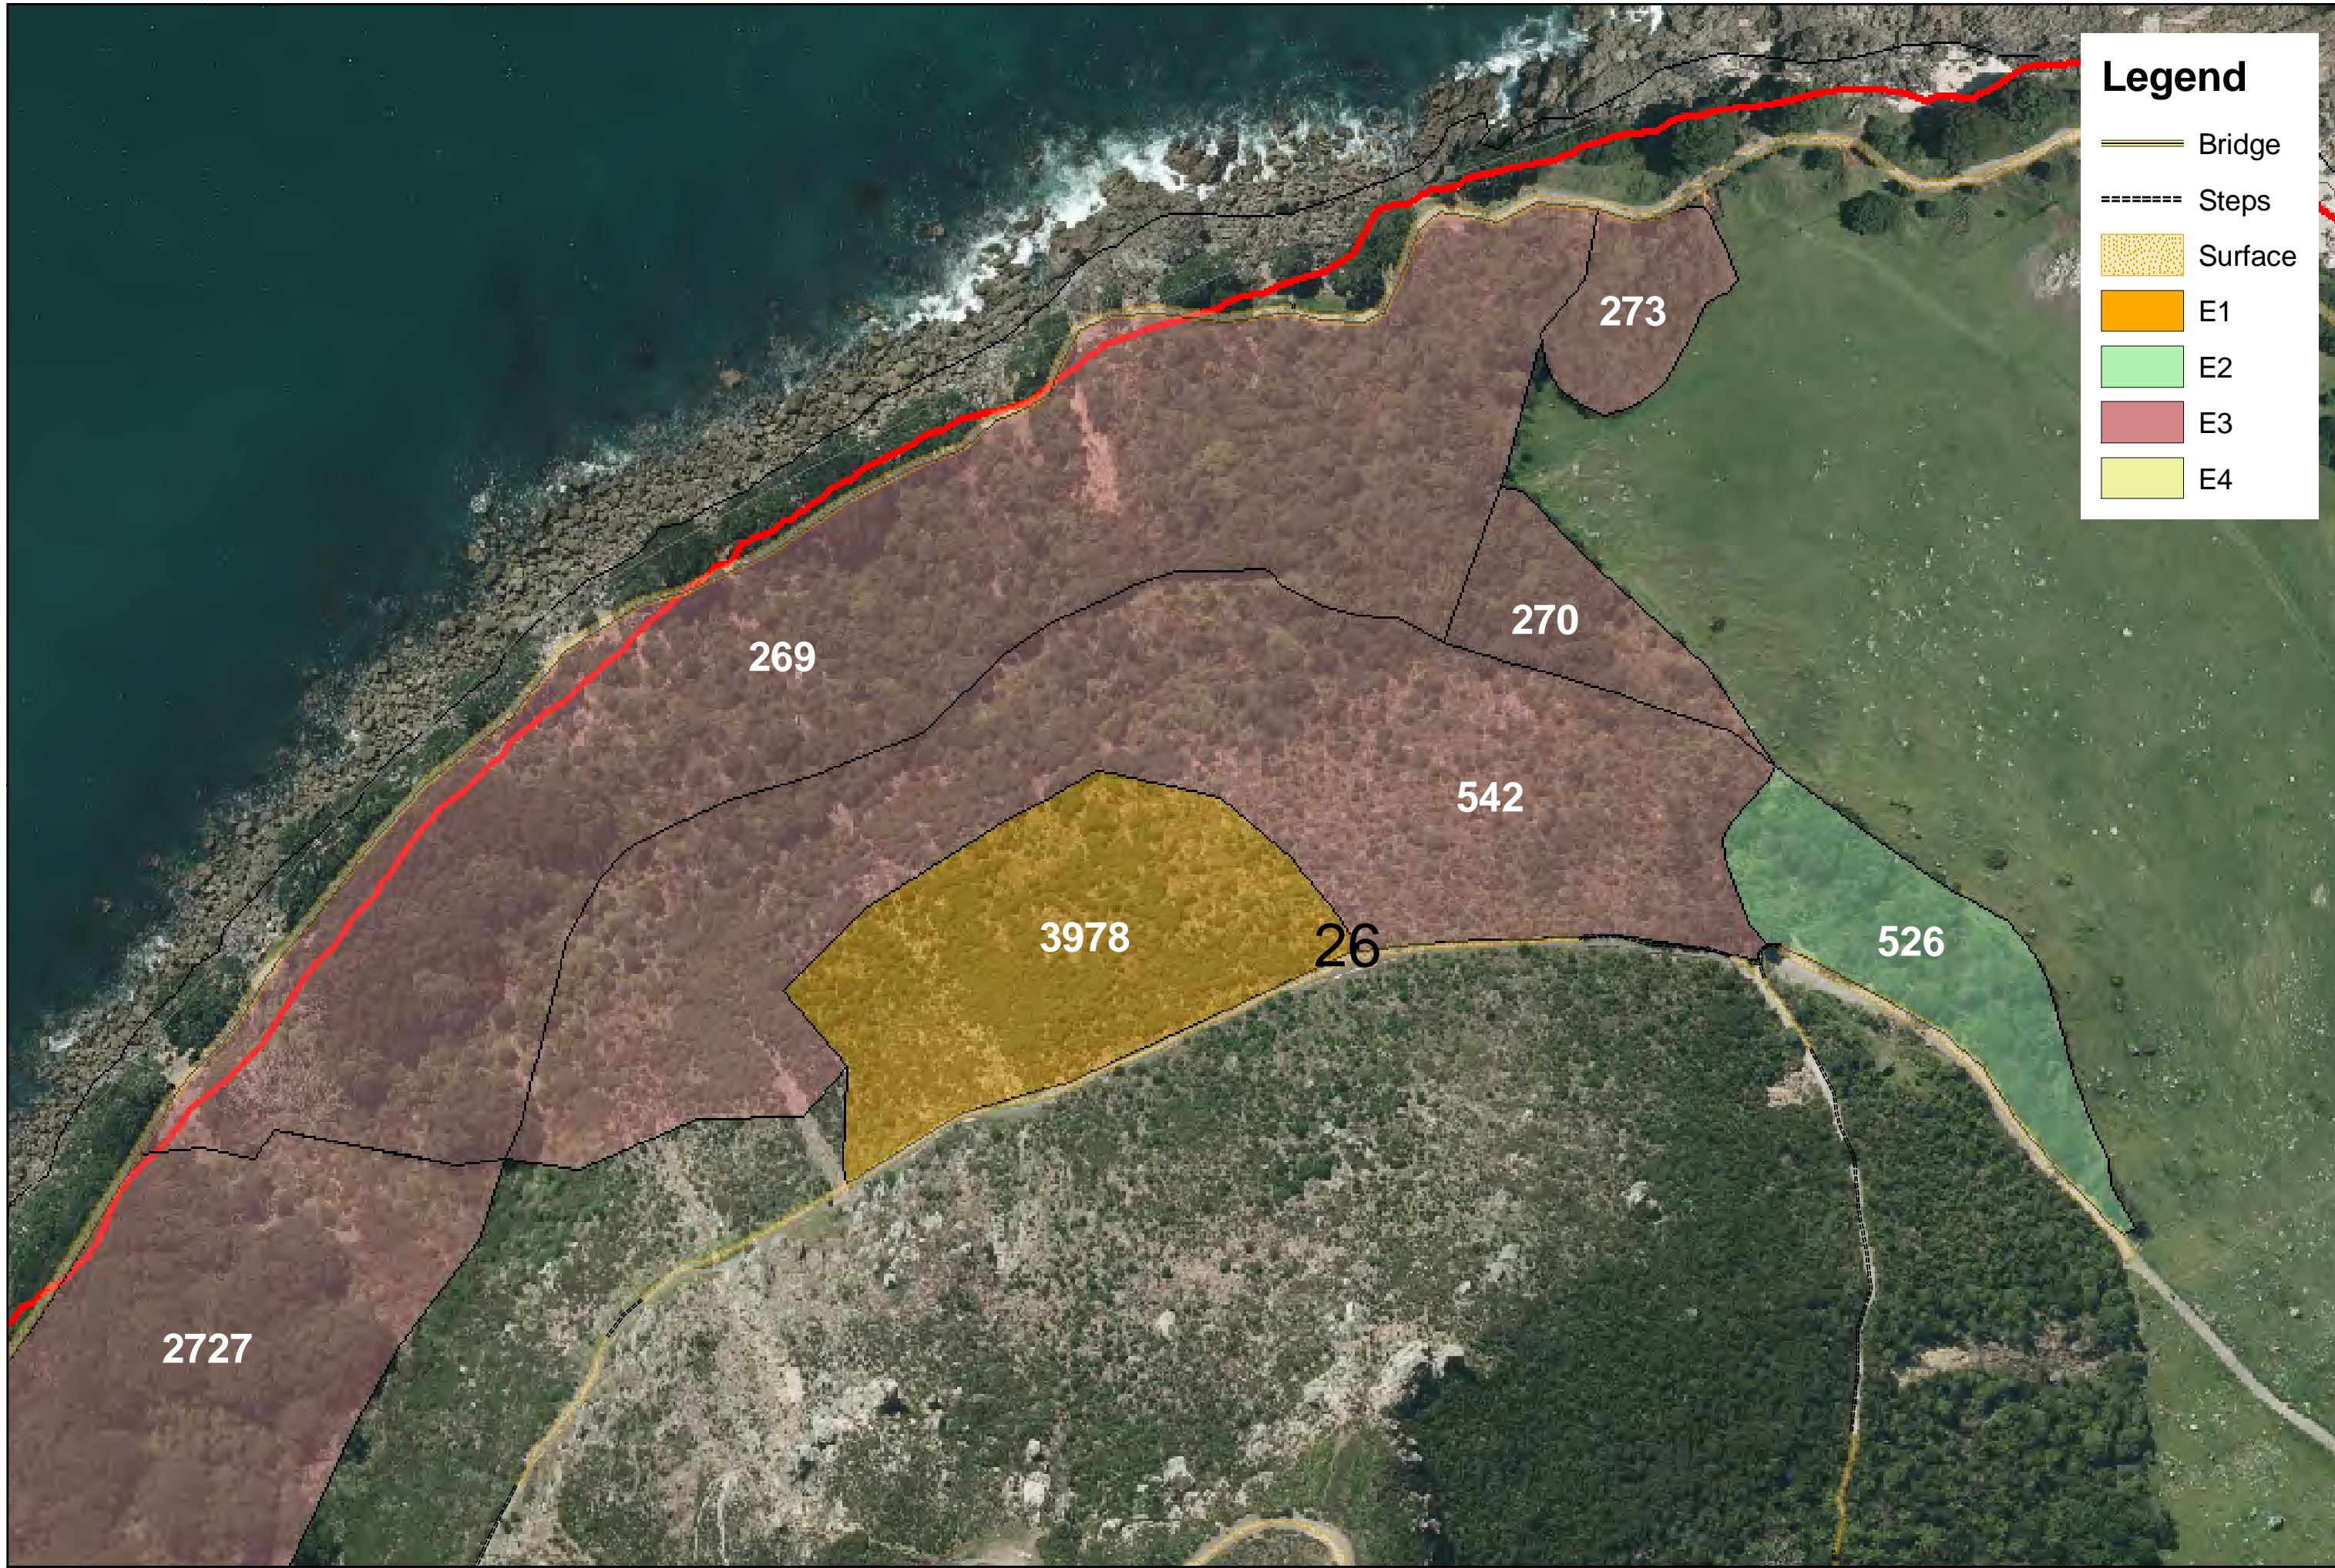 Legend
Bridge
Steps
Surface
E1
E2
E3
E4
273
270
269
542
3978
26
526
2727